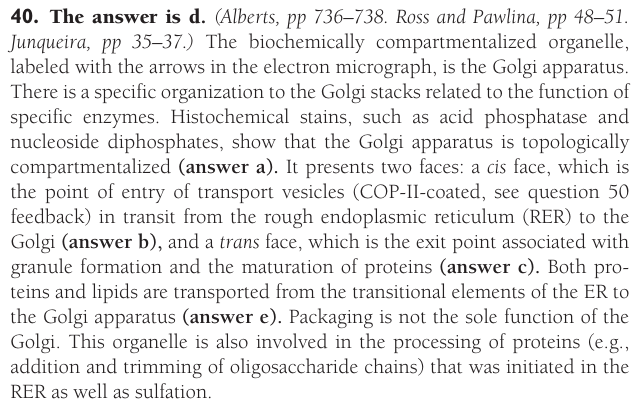 40. The answer is d. (Alberts, pp 736–738. Ross and Pawlina, pp 48–51.
Junqueira, pp 35–37.) The biochemically compartmentalized organelle,
labeled with the arrows in the electron micrograph, is the Golgi apparatus.
There is a specific organization to the Golgi stacks related to the function of
specific enzymes. Histochemical stains, such as acid phosphatase and
nucleoside diphosphates, show that the Golgi apparatus is topologically
compartmentalized (answer a). It presents two faces: a cis face, which is
the point of entry of transport vesicles (COP-II-coated, see question 50
feedback) in transit from the rough endoplasmic reticulum (RER) to the
Golgi (answer b), and a trans face, which is the exit point associated with
granule formation and the maturation of proteins (answer c). Both pro-
teins and lipids are transported from the transitional elements of the ER to
the Golgi apparatus (answer e). Packaging is not the sole function of the
Golgi. This organelle is also involved in the processing of proteins (e.g.,
addition and trimming of oligosaccharide chains) that was initiated in the
RER as well as sulfation.